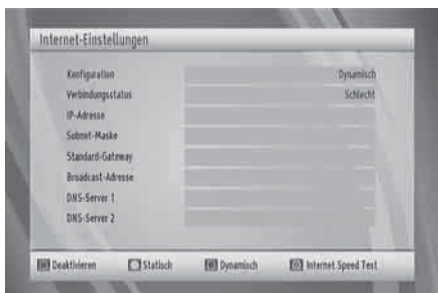 Internet-Einstellungen
Konfiguration Dynamisch
Verbindungsstatus Schlecht
IP-Adresse
Subnet-Maske
Standard-Gateway
Broadcast-Adresse
DNS-Server 1
DNS-Server 2
Deaktivieren Statisch Dynamisch Internet Speed Test